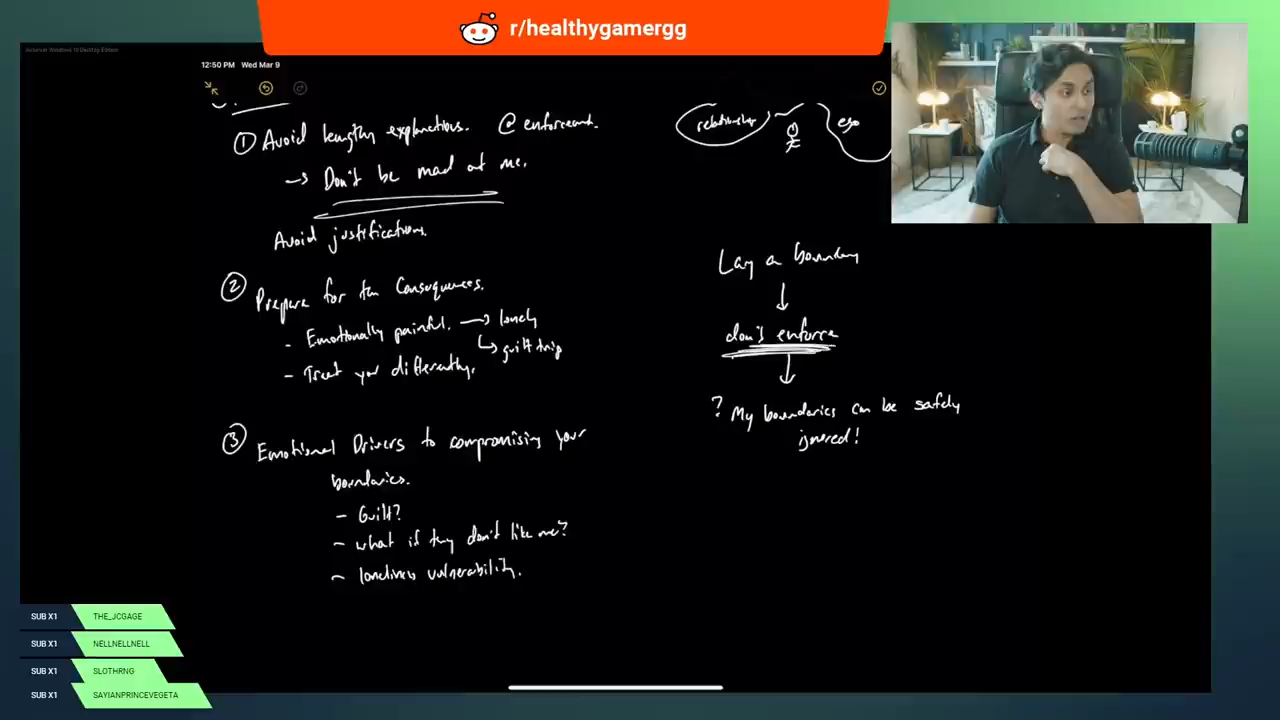 r/healthygamergg
12:50 PM Wed Mar 9
① Avoid lengthy explanations. @ enforcement.
→ Don't be mad at me.
Avoid justifications.
② Prepare for the Consequences.
- Emotionally painful. → lonely
↳ guilt trip
- Treat you differently.
③ Emotional Drivers to compromising your
boundaries.
- Guilt?
- what if they don't like me?
- loneliness vulnerability.
relationship
ego
Lay a boundary
↓
don't enforce
↓
? My boundaries can be safely
ignored!
SUB X1 THE_JCGAGE
SUB X1 NELLNELLNELL
SUB X1 SLOTHRNG
SUB X1 SAYIANPRINCEVEGETA